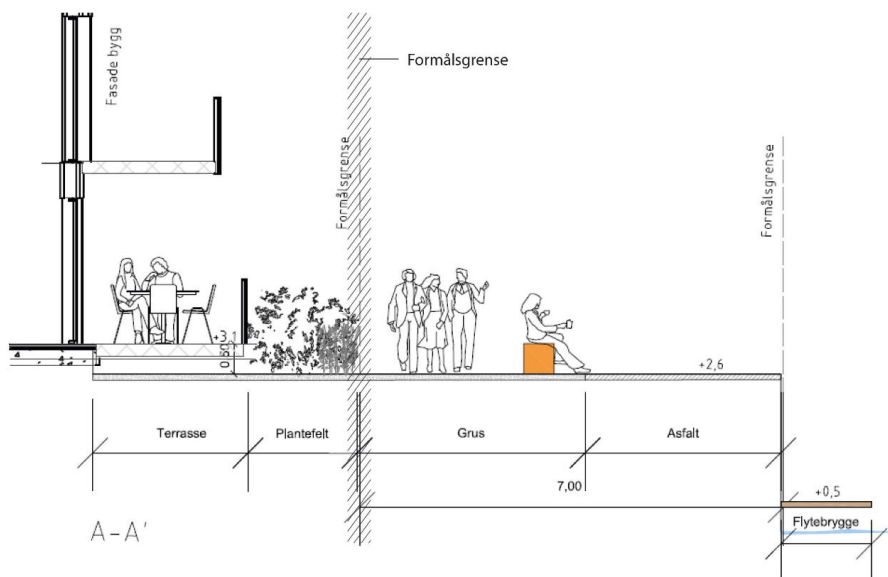 Fasade bygg
Formålsgrense
Formålsgrense
Formålsgrense
+3,1
0,50
+2,6
Terrasse
Plantefelt
Grus
Asfalt
7,00
+0,5
A-A'
Flytebrygge